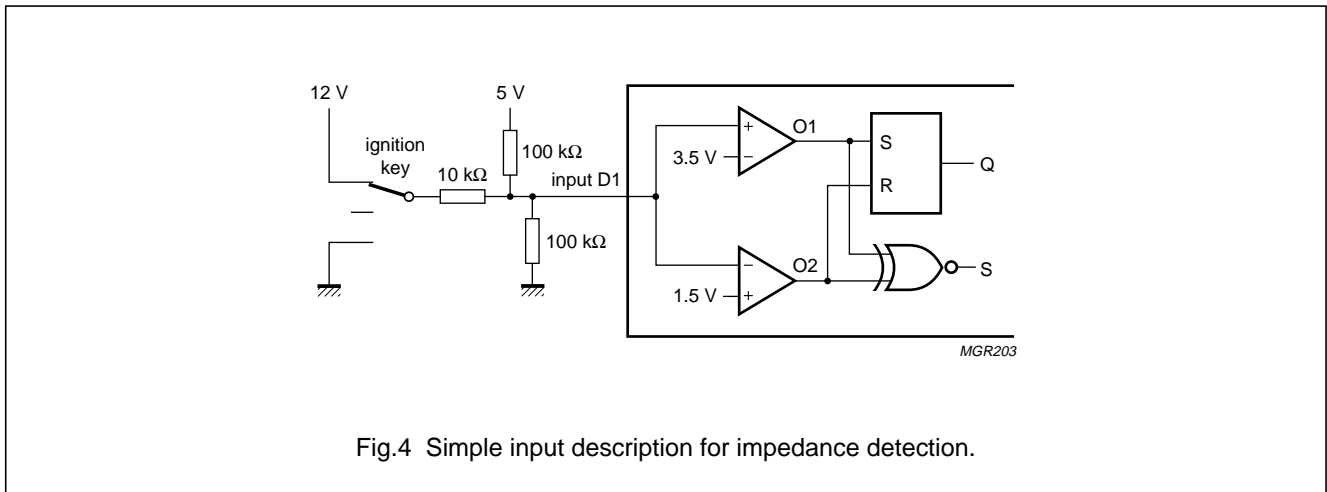 12 V
5 V
ignition
key
10 kΩ
100 kΩ
input D1
100 kΩ
3.5 V
+
−
O1
1.5 V
−
+
O2
S
R
Q
S
MGR203
Fig.4 Simple input description for impedance detection.